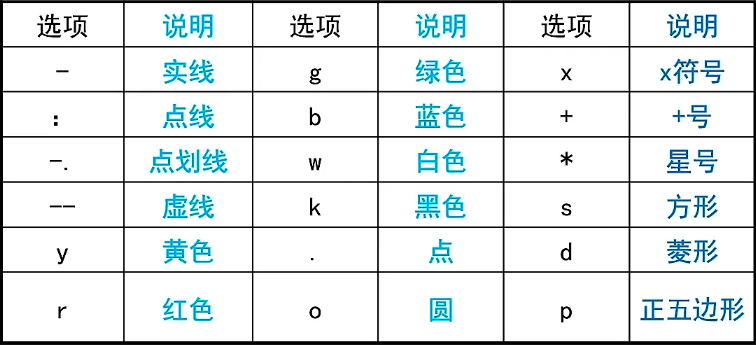 选项 说明 选项 说明 选项 说明
- 实线 g 绿色 x x符号
: 点线 b 蓝色 + +号
-. 点划线 w 白色 * 星号
-- 虚线 k 黑色 s 方形
y 黄色 . 点 d 菱形
r 红色 o 圆 p 正五边形